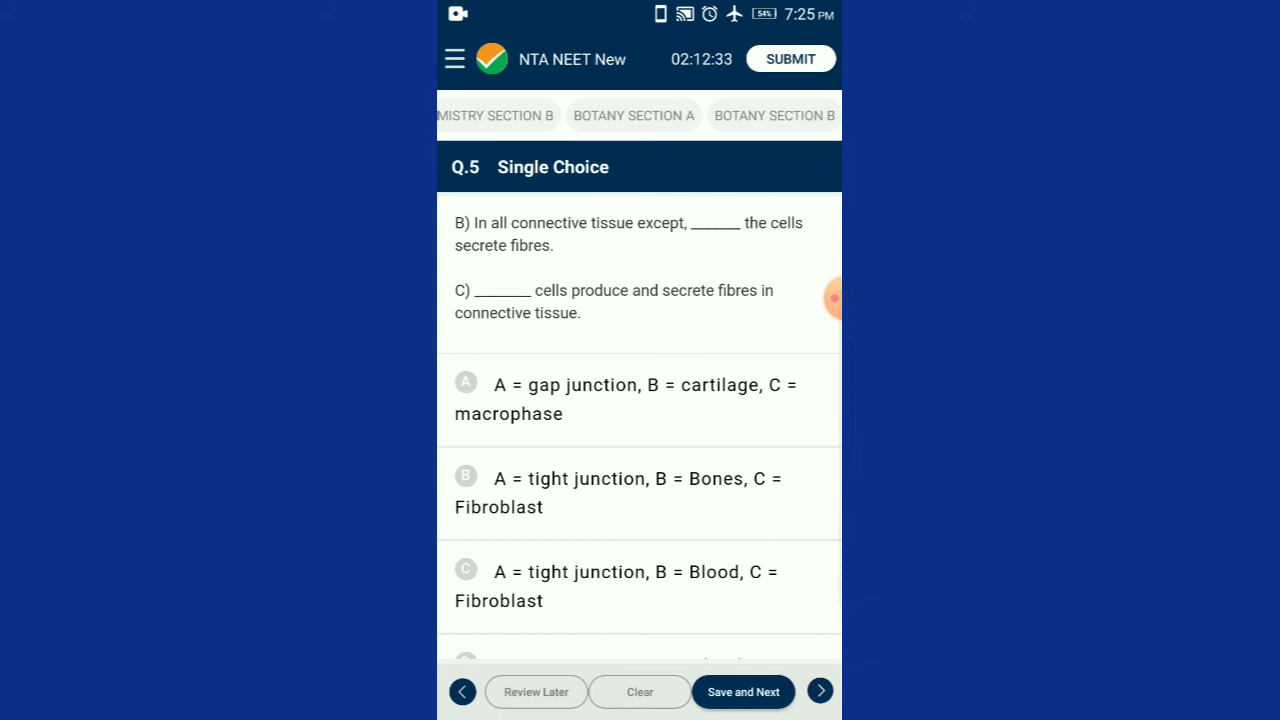 54% 7:25 PM
NTA NEET New 02:12:33 SUBMIT
MISTRY SECTION B BOTANY SECTION A BOTANY SECTION B
Q.5 Single Choice
B) In all connective tissue except, _______ the cells
secrete fibres.
C) ________ cells produce and secrete fibres in
connective tissue.
A A = gap junction, B = cartilage, C =
macrophase
B A = tight junction, B = Bones, C =
Fibroblast
C A = tight junction, B = Blood, C =
Fibroblast
Review Later Clear Save and Next